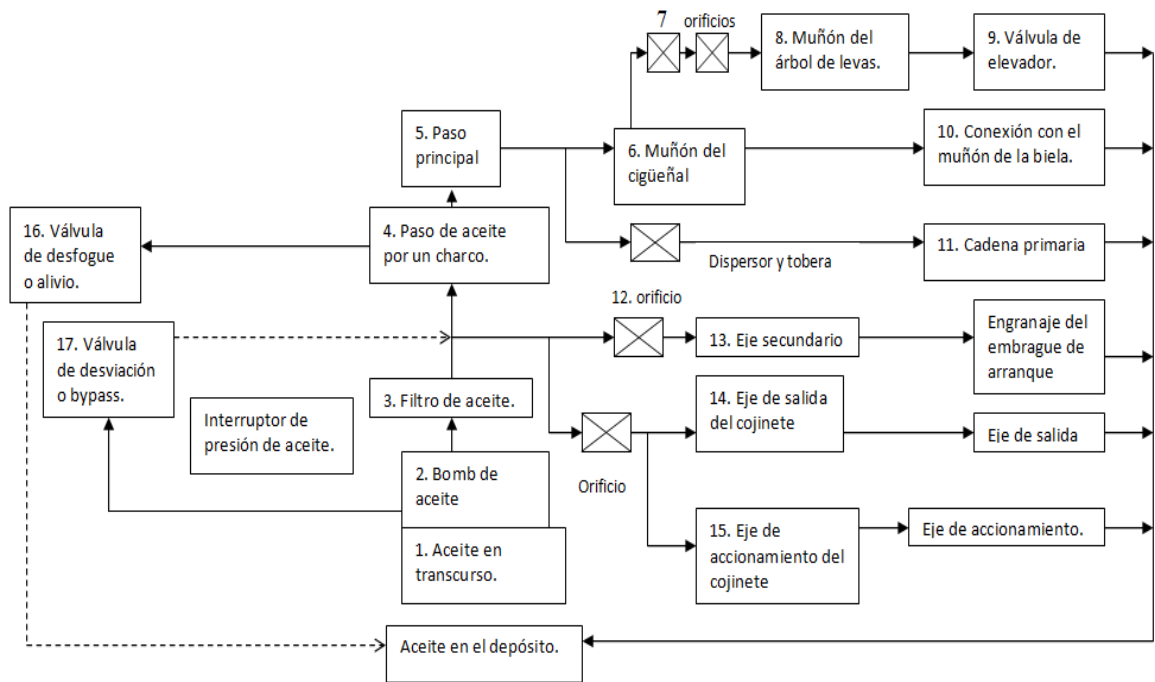 7 orificios
8. Muñón del
árbol de levas.
9. Válvula de
elevador.
5. Paso
principal
6. Muñón del
cigüeñal
10. Conexión con el
muñón de la biela.
16. Válvula
de desfogue
o alivio.
4. Paso de aceite
por un charco.
Dispersor y tobera
11. Cadena primaria
12. orificio
17. Válvula
de desviación
o bypass.
13. Eje secundario
Engranaje del
embrague de
arranque
3. Filtro de aceite.
14. Eje de salida
del cojinete
Eje de salida
Interruptor de
presión de aceite.
Orificio
2. Bomb de
aceite
1. Aceite en
transcurso.
15. Eje de
accionamiento del
cojinete
Eje de accionamiento.
Aceite en el depósito.